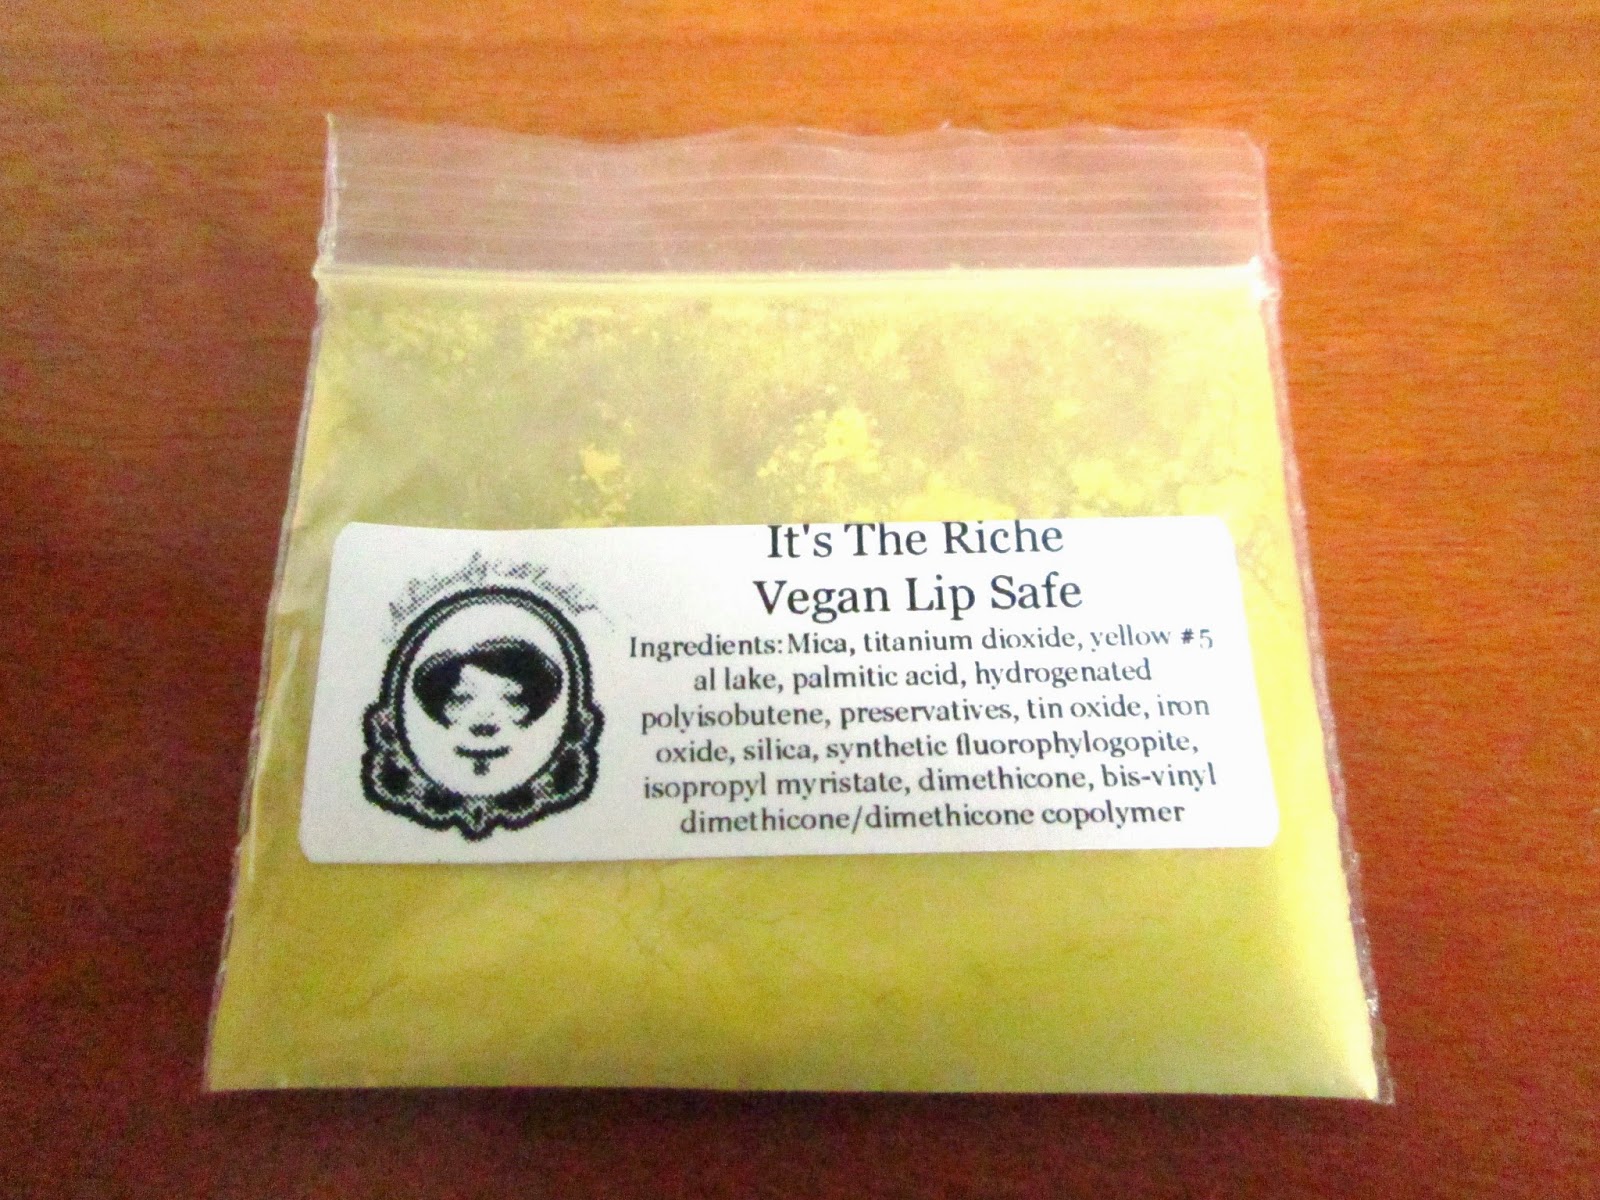 It's The Riche
Vegan Lip Safe
Ingredients: Mica, titanium dioxide, yellow #5
al lake, palmitic acid, hydrogenated
polyisobutene, preservatives, tin oxide, iron
oxide, silica, synthetic fluorophylogopite,
isopropyl myristate, dimethicone, bis-vinyl
dimethicone/dimethicone copolymer